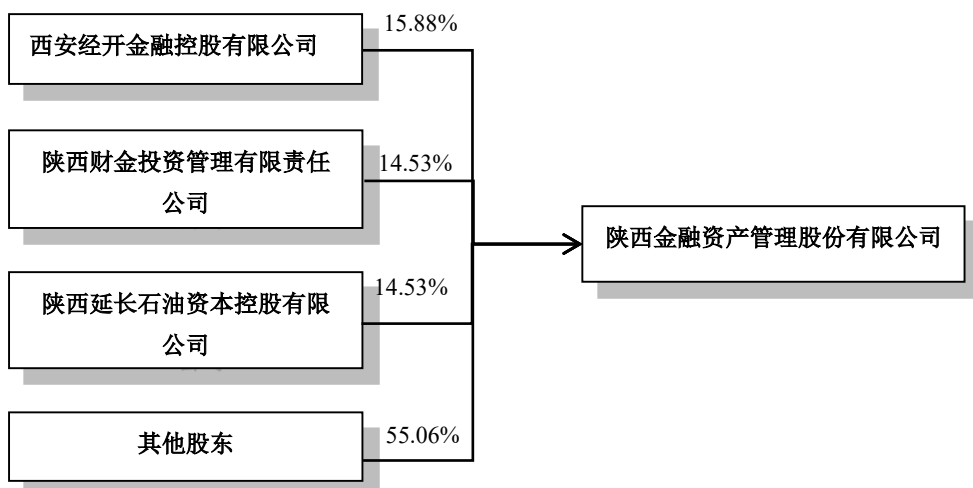 15.88%
西安经开金融控股有限公司
陕西财金投资管理有限责任
公司
14.53%
陕西金融资产管理股份有限公司
陕西延长石油资本控股有限
公司
14.53%
其他股东
55.06%